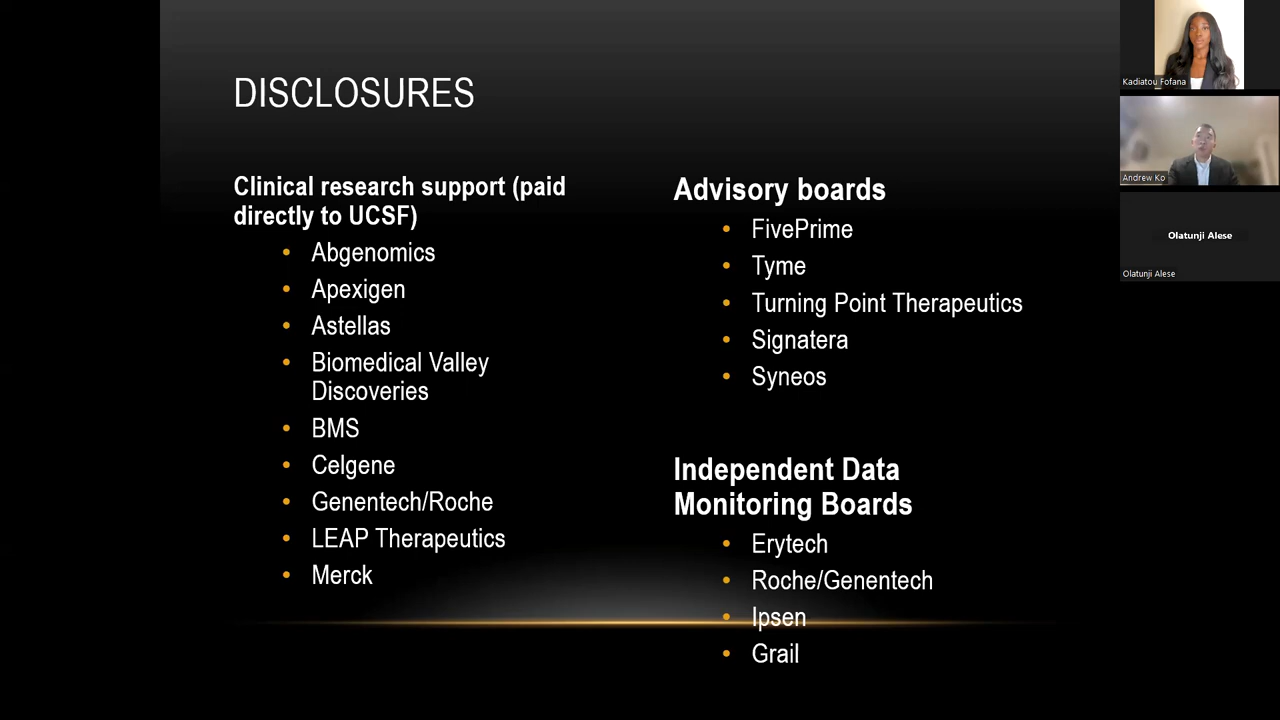 DISCLOSURES
Clinical research support (paid
directly to UCSF)
• Abgenomics
• Apexigen
• Astellas
• Biomedical Valley
Discoveries
• BMS
• Celgene
• Genentech/Roche
• LEAP Therapeutics
• Merck
Advisory boards
• FivePrime
• Tyme
• Turning Point Therapeutics
• Signatera
• Syneos
Independent Data
Monitoring Boards
• Erytech
• Roche/Genentech
• Ipsen
• Grail
Kadiatou Fofana
Andrew Ko
Olatunji Alese
Olatunji Alese